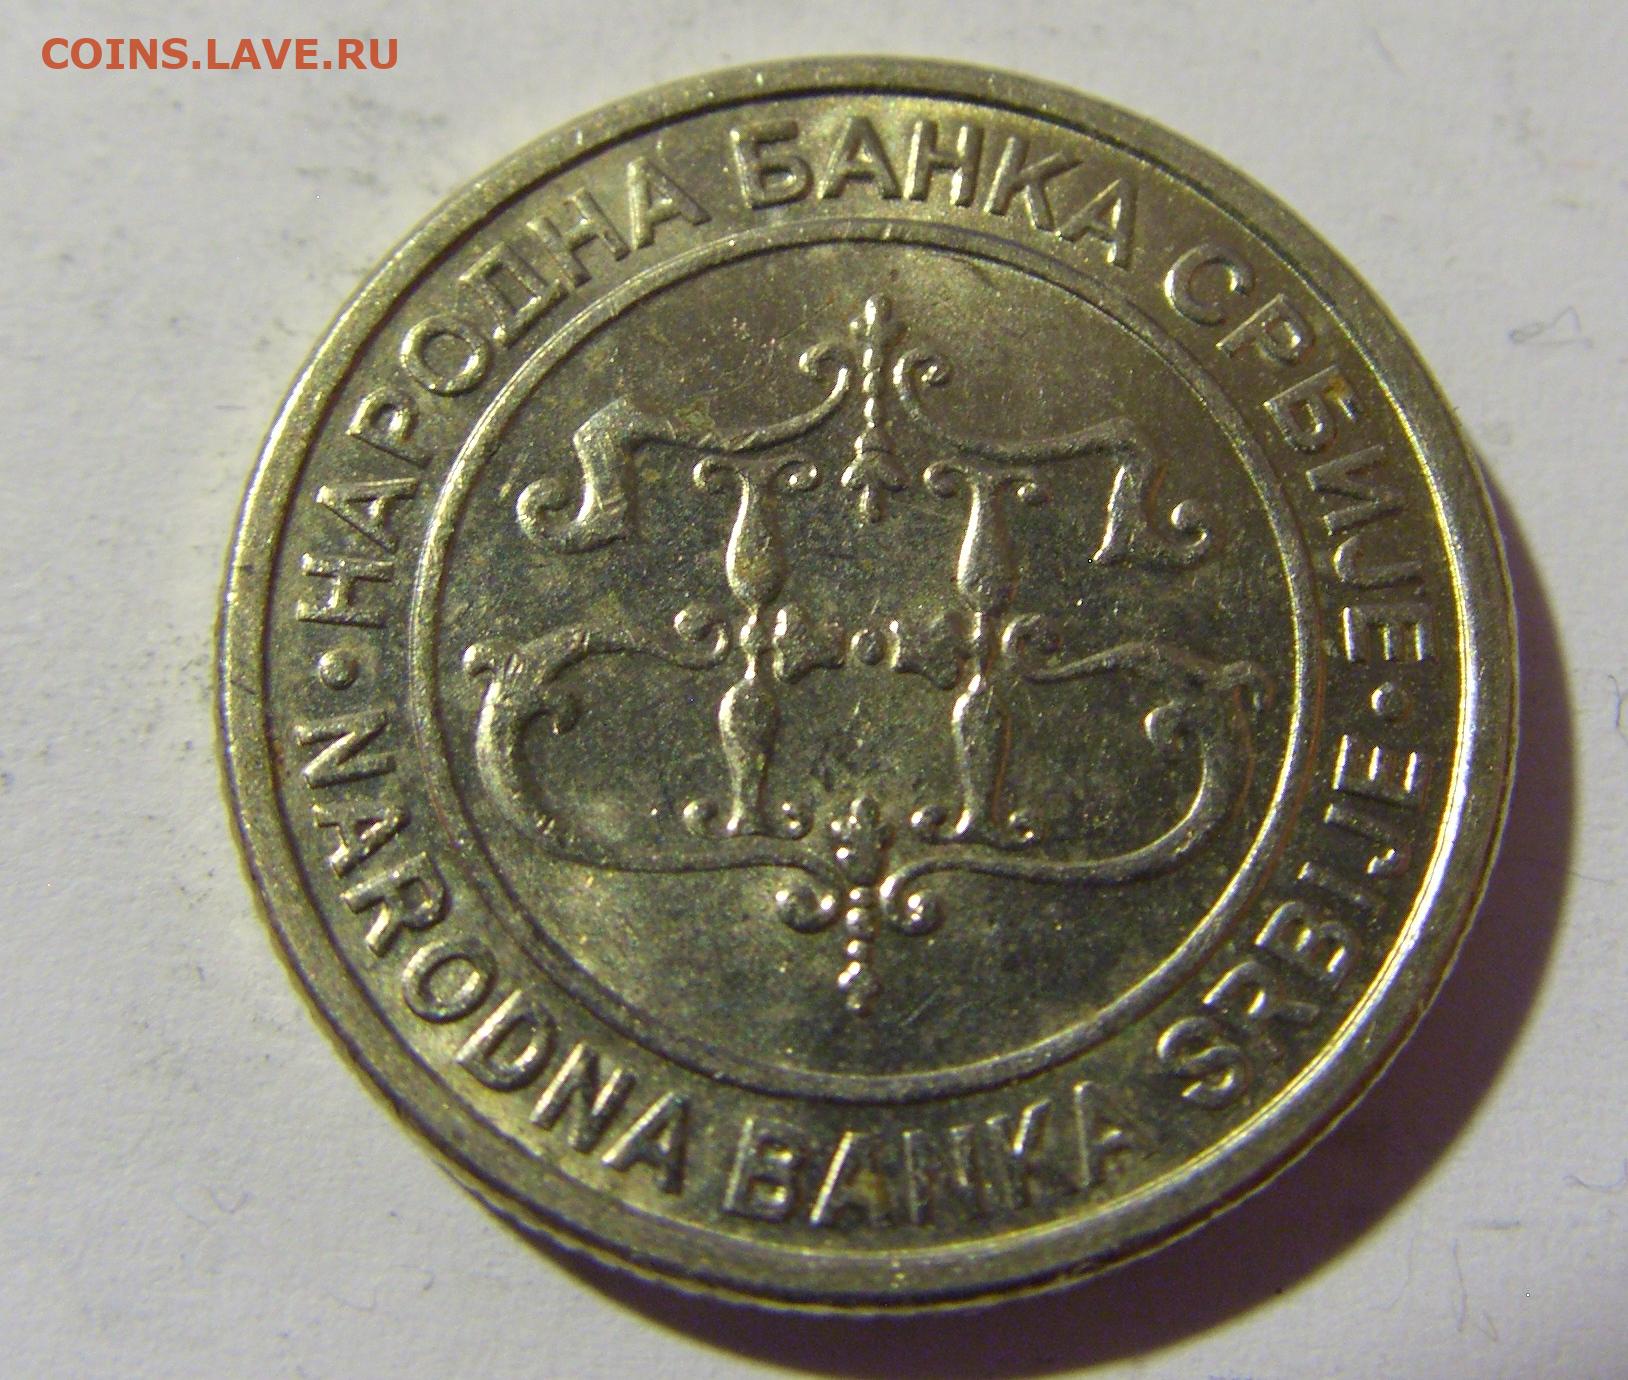 COINS.LAVE.RU
• НАРОДНА БАНКА СРБИЈЕ •
NARODNA BANKA SRBIJE